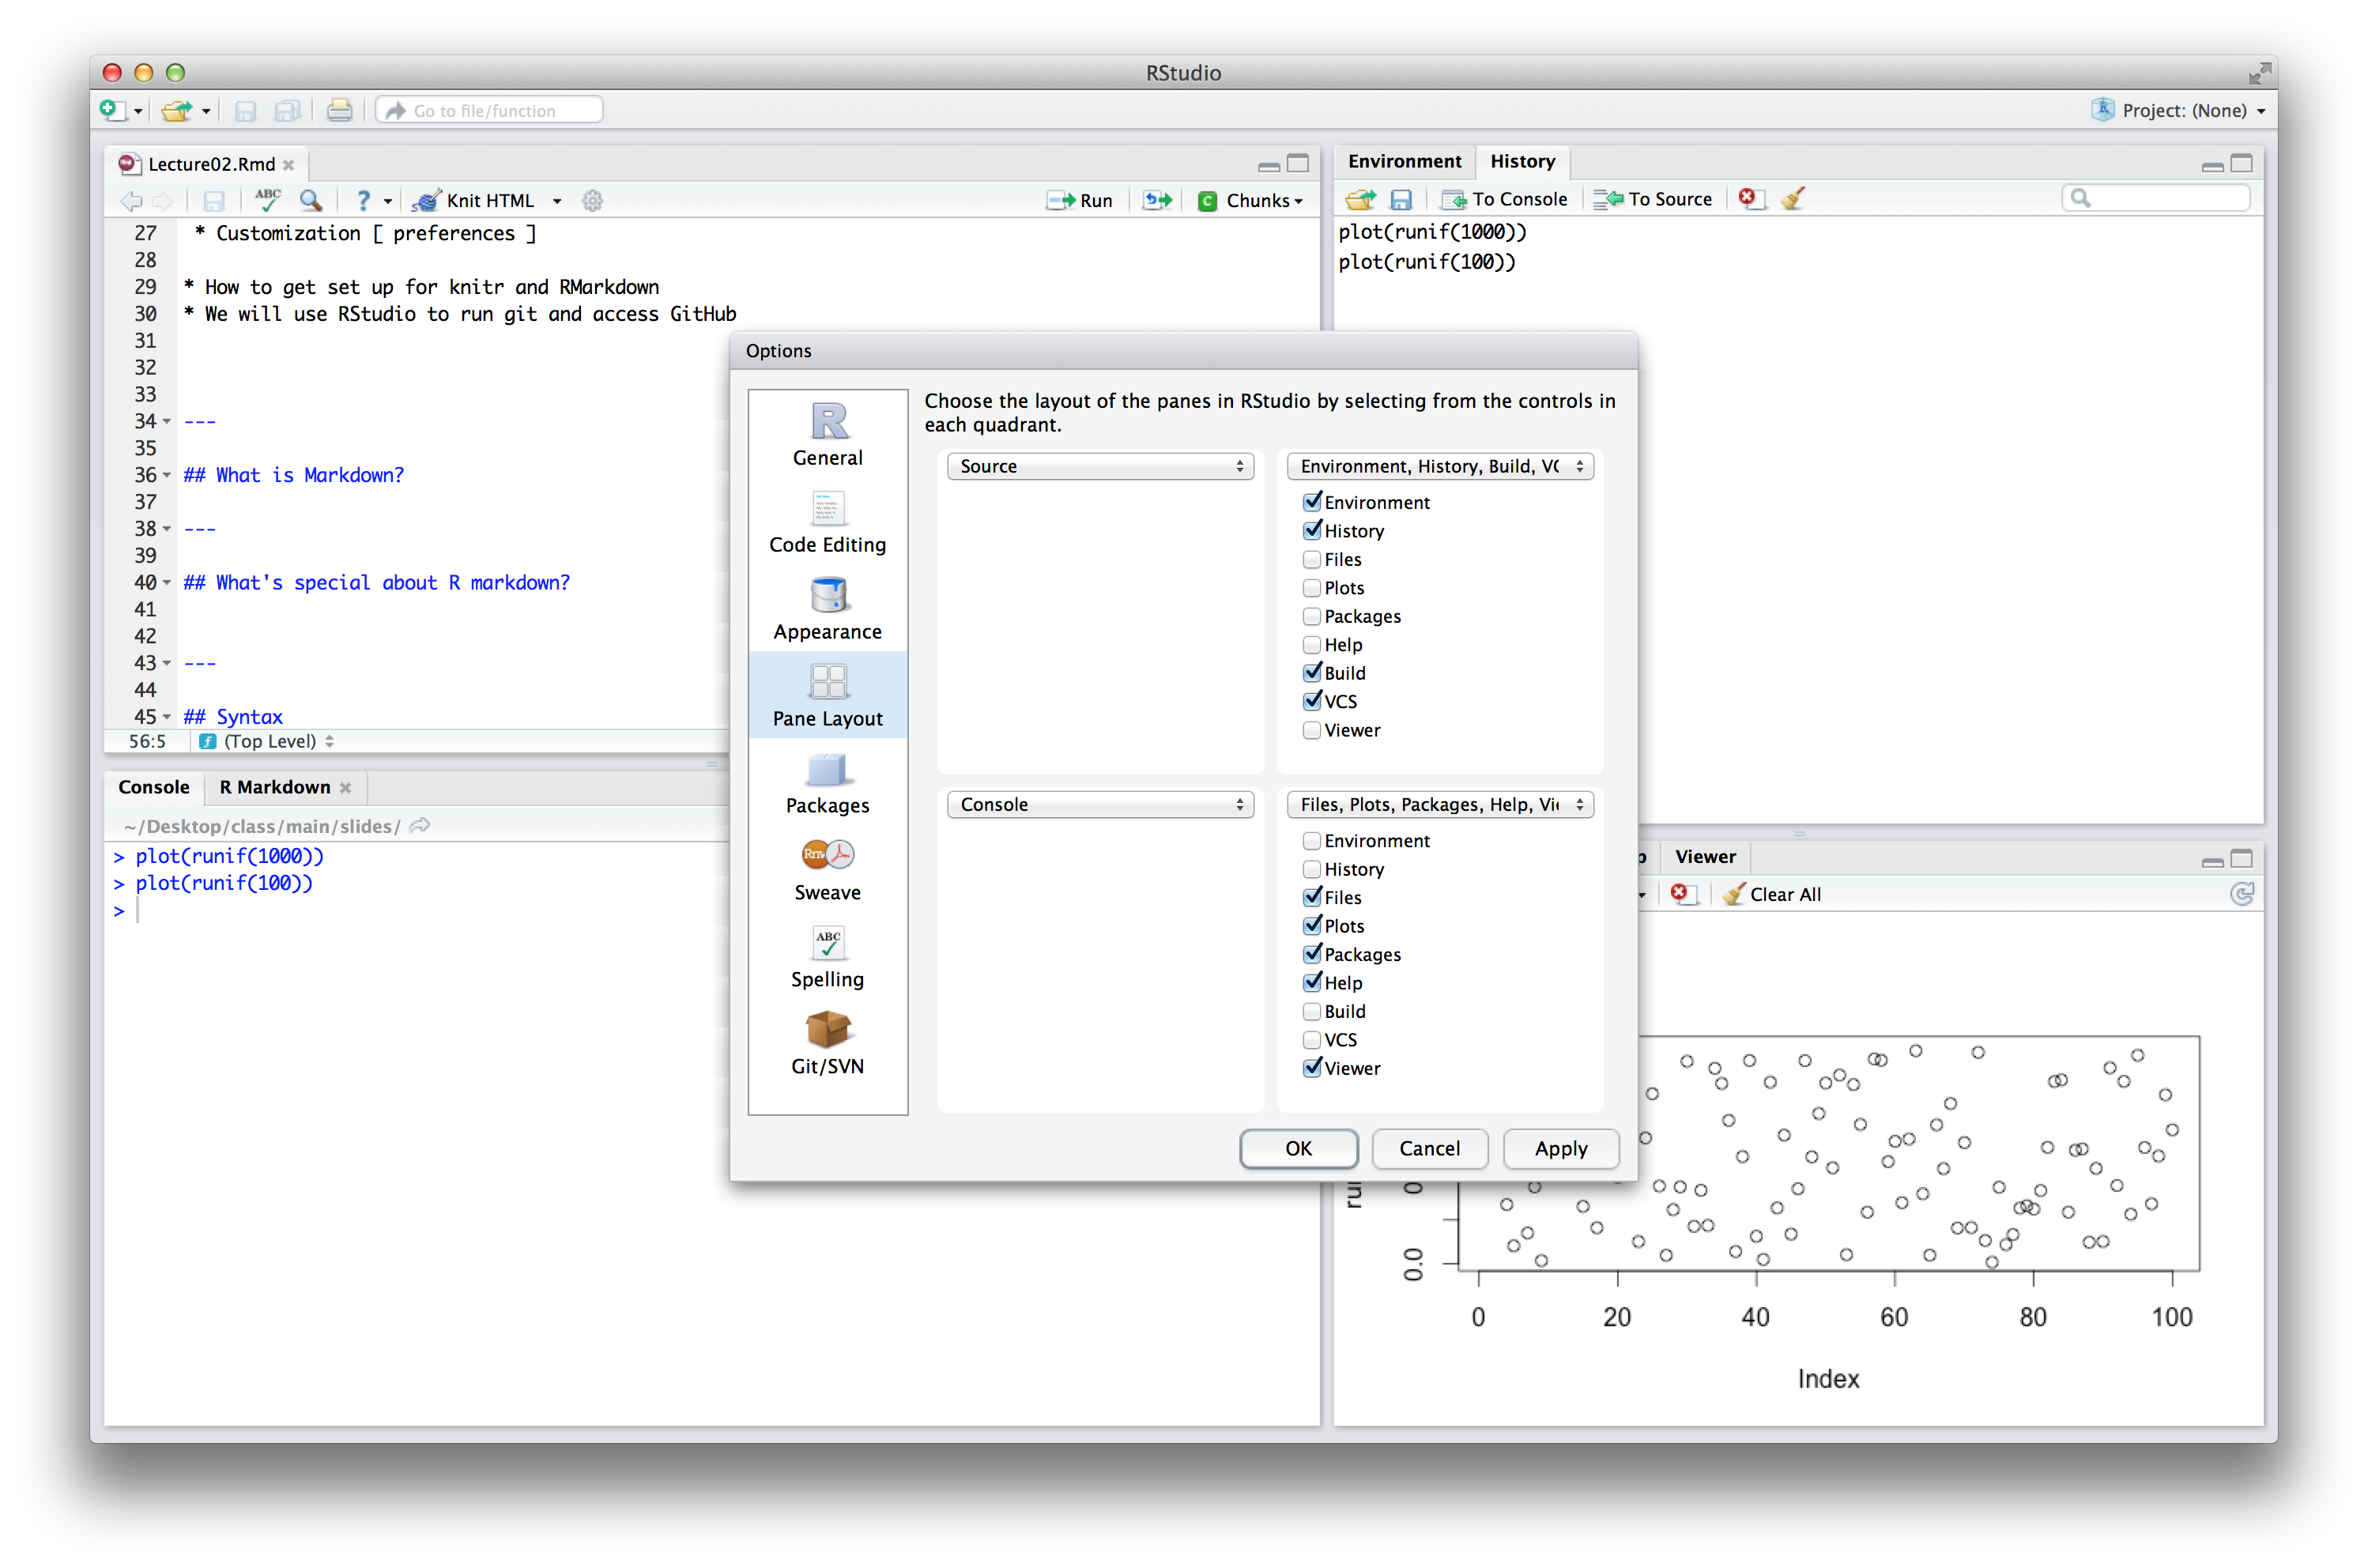 RStudio
Go to file/function
Project: (None)
Lecture02.Rmd
ABC
?
Knit HTML
Run
C
Chunks
27 * Customization [ preferences ]
28
29 * How to get set up for knitr and RMarkdown
30 * We will use RStudio to run git and access GitHub
31
32
33
34 ---
35
36 ## What is Markdown?
37
38 ---
39
40 ## What's special about R markdown?
41
42
43 ---
44
45 ## Syntax
56:5 (Top Level)
Console R Markdown
~/Desktop/class/main/slides/
> plot(runif(1000))
> plot(runif(100))
>
Environment History
To Console To Source
plot(runif(1000))
plot(runif(100))
Options
R
General
Code Editing
Appearance
Pane Layout
Packages
Rnw
Sweave
ABC
Spelling
Git/SVN
Choose the layout of the panes in RStudio by selecting from the controls in
each quadrant.
Source
Environment, History, Build, VC
Environment
History
Files
Plots
Packages
Help
Build
VCS
Viewer
Console
Files, Plots, Packages, Help, Vi
Environment
History
Files
Plots
Packages
Help
Build
VCS
Viewer
OK Cancel Apply
p Viewer
Clear All
0.0
0 20 40 60 80 100
Index